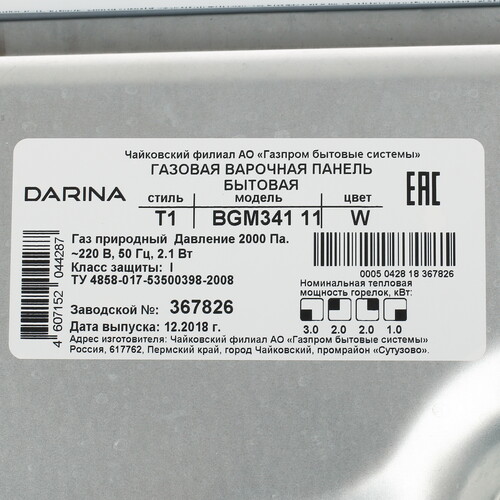 Чайковский филиал АО «Газпром бытовые системы»
ГАЗОВАЯ ВАРОЧНАЯ ПАНЕЛЬ
БЫТОВАЯ
DARINA
стиль модель цвет
T1 BGM341 11 W
EAC
Газ природный Давление 2000 Па.
~220 В, 50 Гц, 2.1 Вт
Класс защиты: I
ТУ 4858-017-53500398-2008
0005 0428 18 367826
Заводской №: 367826
Дата выпуска: 12.2018 г.
Номинальная тепловая
мощность горелок, кВт:
3.0 2.0 2.0 1.0
Адрес изготовителя: Чайковский филиал АО «Газпром бытовые системы»
Россия, 617762, Пермский край, город Чайковский, промрайон «Сутузово».
4 607152 044287